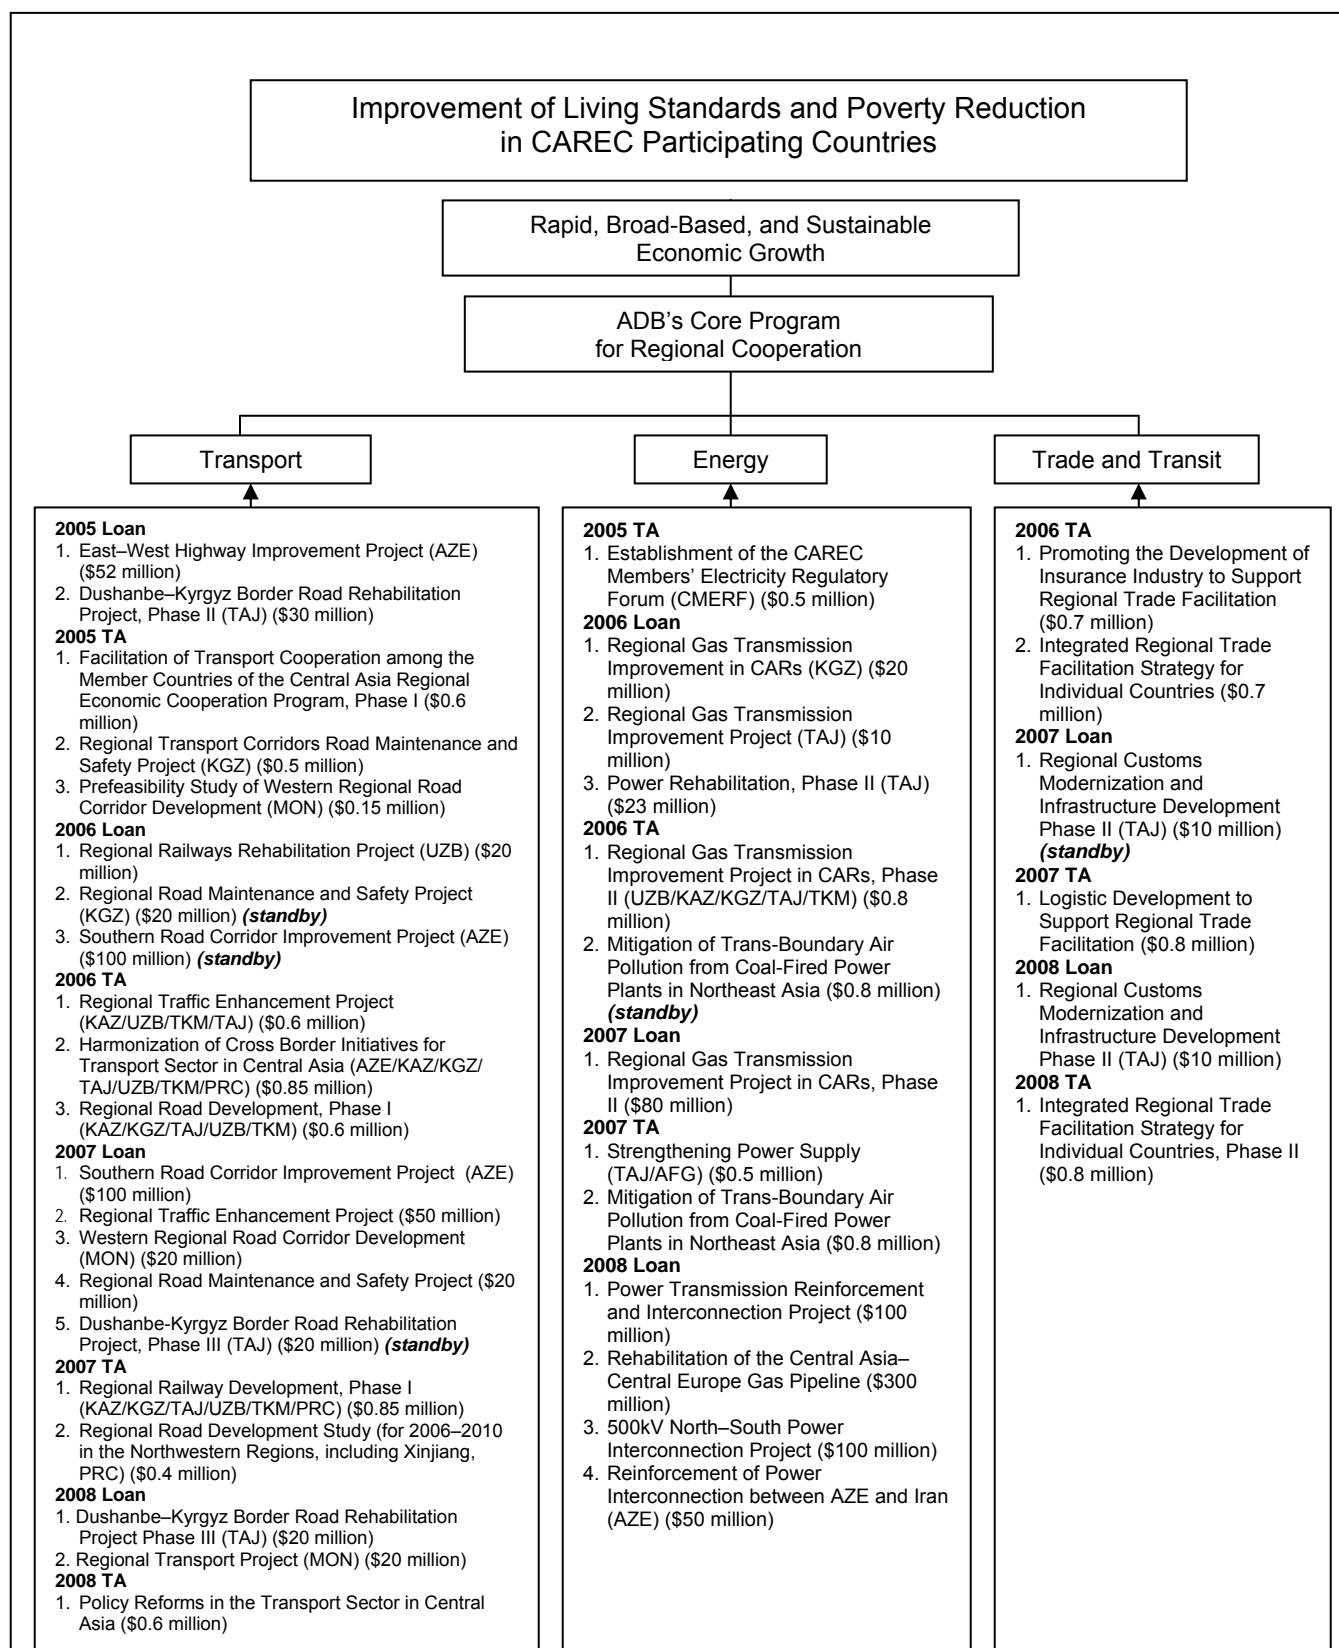 Improvement of Living Standards and Poverty Reduction
in CAREC Participating Countries
Rapid, Broad-Based, and Sustainable
Economic Growth
ADB's Core Program
for Regional Cooperation
Transport
Energy
Trade and Transit
2005 Loan
1. East–West Highway Improvement Project (AZE)
($52 million)
2. Dushanbe–Kyrgyz Border Road Rehabilitation
Project, Phase II (TAJ) ($30 million)
2005 TA
1. Facilitation of Transport Cooperation among the
Member Countries of the Central Asia Regional
Economic Cooperation Program, Phase I ($0.6
million)
2. Regional Transport Corridors Road Maintenance and
Safety Project (KGZ) ($0.5 million)
3. Prefeasibility Study of Western Regional Road
Corridor Development (MON) ($0.15 million)
2006 Loan
1. Regional Railways Rehabilitation Project (UZB) ($20
million)
2. Regional Road Maintenance and Safety Project
(KGZ) ($20 million) (standby)
3. Southern Road Corridor Improvement Project (AZE)
($100 million) (standby)
2006 TA
1. Regional Traffic Enhancement Project
(KAZ/UZB/TKM/TAJ) ($0.6 million)
2. Harmonization of Cross Border Initiatives for
Transport Sector in Central Asia (AZE/KAZ/KGZ/
TAJ/UZB/TKM/PRC) ($0.85 million)
3. Regional Road Development, Phase I
(KAZ/KGZ/TAJ/UZB/TKM) ($0.6 million)
2007 Loan
1. Southern Road Corridor Improvement Project (AZE)
($100 million)
2. Regional Traffic Enhancement Project ($50 million)
3. Western Regional Road Corridor Development
(MON) ($20 million)
4. Regional Road Maintenance and Safety Project ($20
million)
5. Dushanbe-Kyrgyz Border Road Rehabilitation
Project, Phase III (TAJ) ($20 million) (standby)
2007 TA
1. Regional Railway Development, Phase I
(KAZ/KGZ/TAJ/UZB/TKM/PRC) ($0.85 million)
2. Regional Road Development Study (for 2006–2010
in the Northwestern Regions, including Xinjiang,
PRC) ($0.4 million)
2008 Loan
1. Dushanbe–Kyrgyz Border Road Rehabilitation
Project Phase III (TAJ) ($20 million)
2. Regional Transport Project (MON) ($20 million)
2008 TA
1. Policy Reforms in the Transport Sector in Central
Asia ($0.6 million)
2005 TA
1. Establishment of the CAREC
Members' Electricity Regulatory
Forum (CMERF) ($0.5 million)
2006 Loan
1. Regional Gas Transmission
Improvement in CARs (KGZ) ($20
million)
2. Regional Gas Transmission
Improvement Project (TAJ) ($10
million)
3. Power Rehabilitation, Phase II (TAJ)
($23 million)
2006 TA
1. Regional Gas Transmission
Improvement Project in CARs, Phase
II (UZB/KAZ/KGZ/TAJ/TKM) ($0.8
million)
2. Mitigation of Trans-Boundary Air
Pollution from Coal-Fired Power
Plants in Northeast Asia ($0.8 million)
(standby)
2007 Loan
1. Regional Gas Transmission
Improvement Project in CARs, Phase
II ($80 million)
2007 TA
1. Strengthening Power Supply
(TAJ/AFG) ($0.5 million)
2. Mitigation of Trans-Boundary Air
Pollution from Coal-Fired Power
Plants in Northeast Asia ($0.8 million)
2008 Loan
1. Power Transmission Reinforcement
and Interconnection Project ($100
million)
2. Rehabilitation of the Central Asia–
Central Europe Gas Pipeline ($300
million)
3. 500kV North–South Power
Interconnection Project ($100 million)
4. Reinforcement of Power
Interconnection between AZE and Iran
(AZE) ($50 million)
2006 TA
1. Promoting the Development of
Insurance Industry to Support
Regional Trade Facilitation
($0.7 million)
2. Integrated Regional Trade
Facilitation Strategy for
Individual Countries ($0.7
million)
2007 Loan
1. Regional Customs
Modernization and
Infrastructure Development
Phase II (TAJ) ($10 million)
(standby)
2007 TA
1. Logistic Development to
Support Regional Trade
Facilitation ($0.8 million)
2008 Loan
1. Regional Customs
Modernization and
Infrastructure Development
Phase II (TAJ) ($10 million)
2008 TA
1. Integrated Regional Trade
Facilitation Strategy for
Individual Countries, Phase II
($0.8 million)